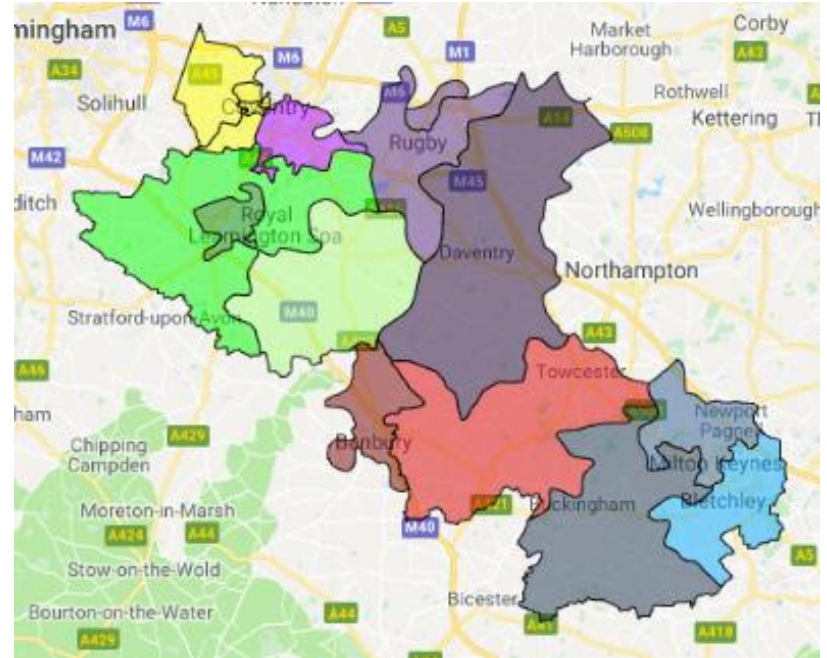 M6
A5
mingham
Market
Harborough
Corby
A43
M1
M6
A34
A45
Rothwell
Solihull
Coventry
M6
Kettering
A14
A508
Rugby
M42
M45
ditch
Royal
Leamington Spa
Wellingborough
Daventry
Northampton
M40
Stratford-upon-Avon
A43
A46
Towcester
ham
Newport
Pagnell
A429
Banbury
Chipping
Campden
Milton Keynes
Bletchley
Buckingham
Moreton-in-Marsh
M40
A424
A44
A5
Stow-on-the-Wold
Bicester
Bourton-on-the-Water
A44
A41
A418
A429